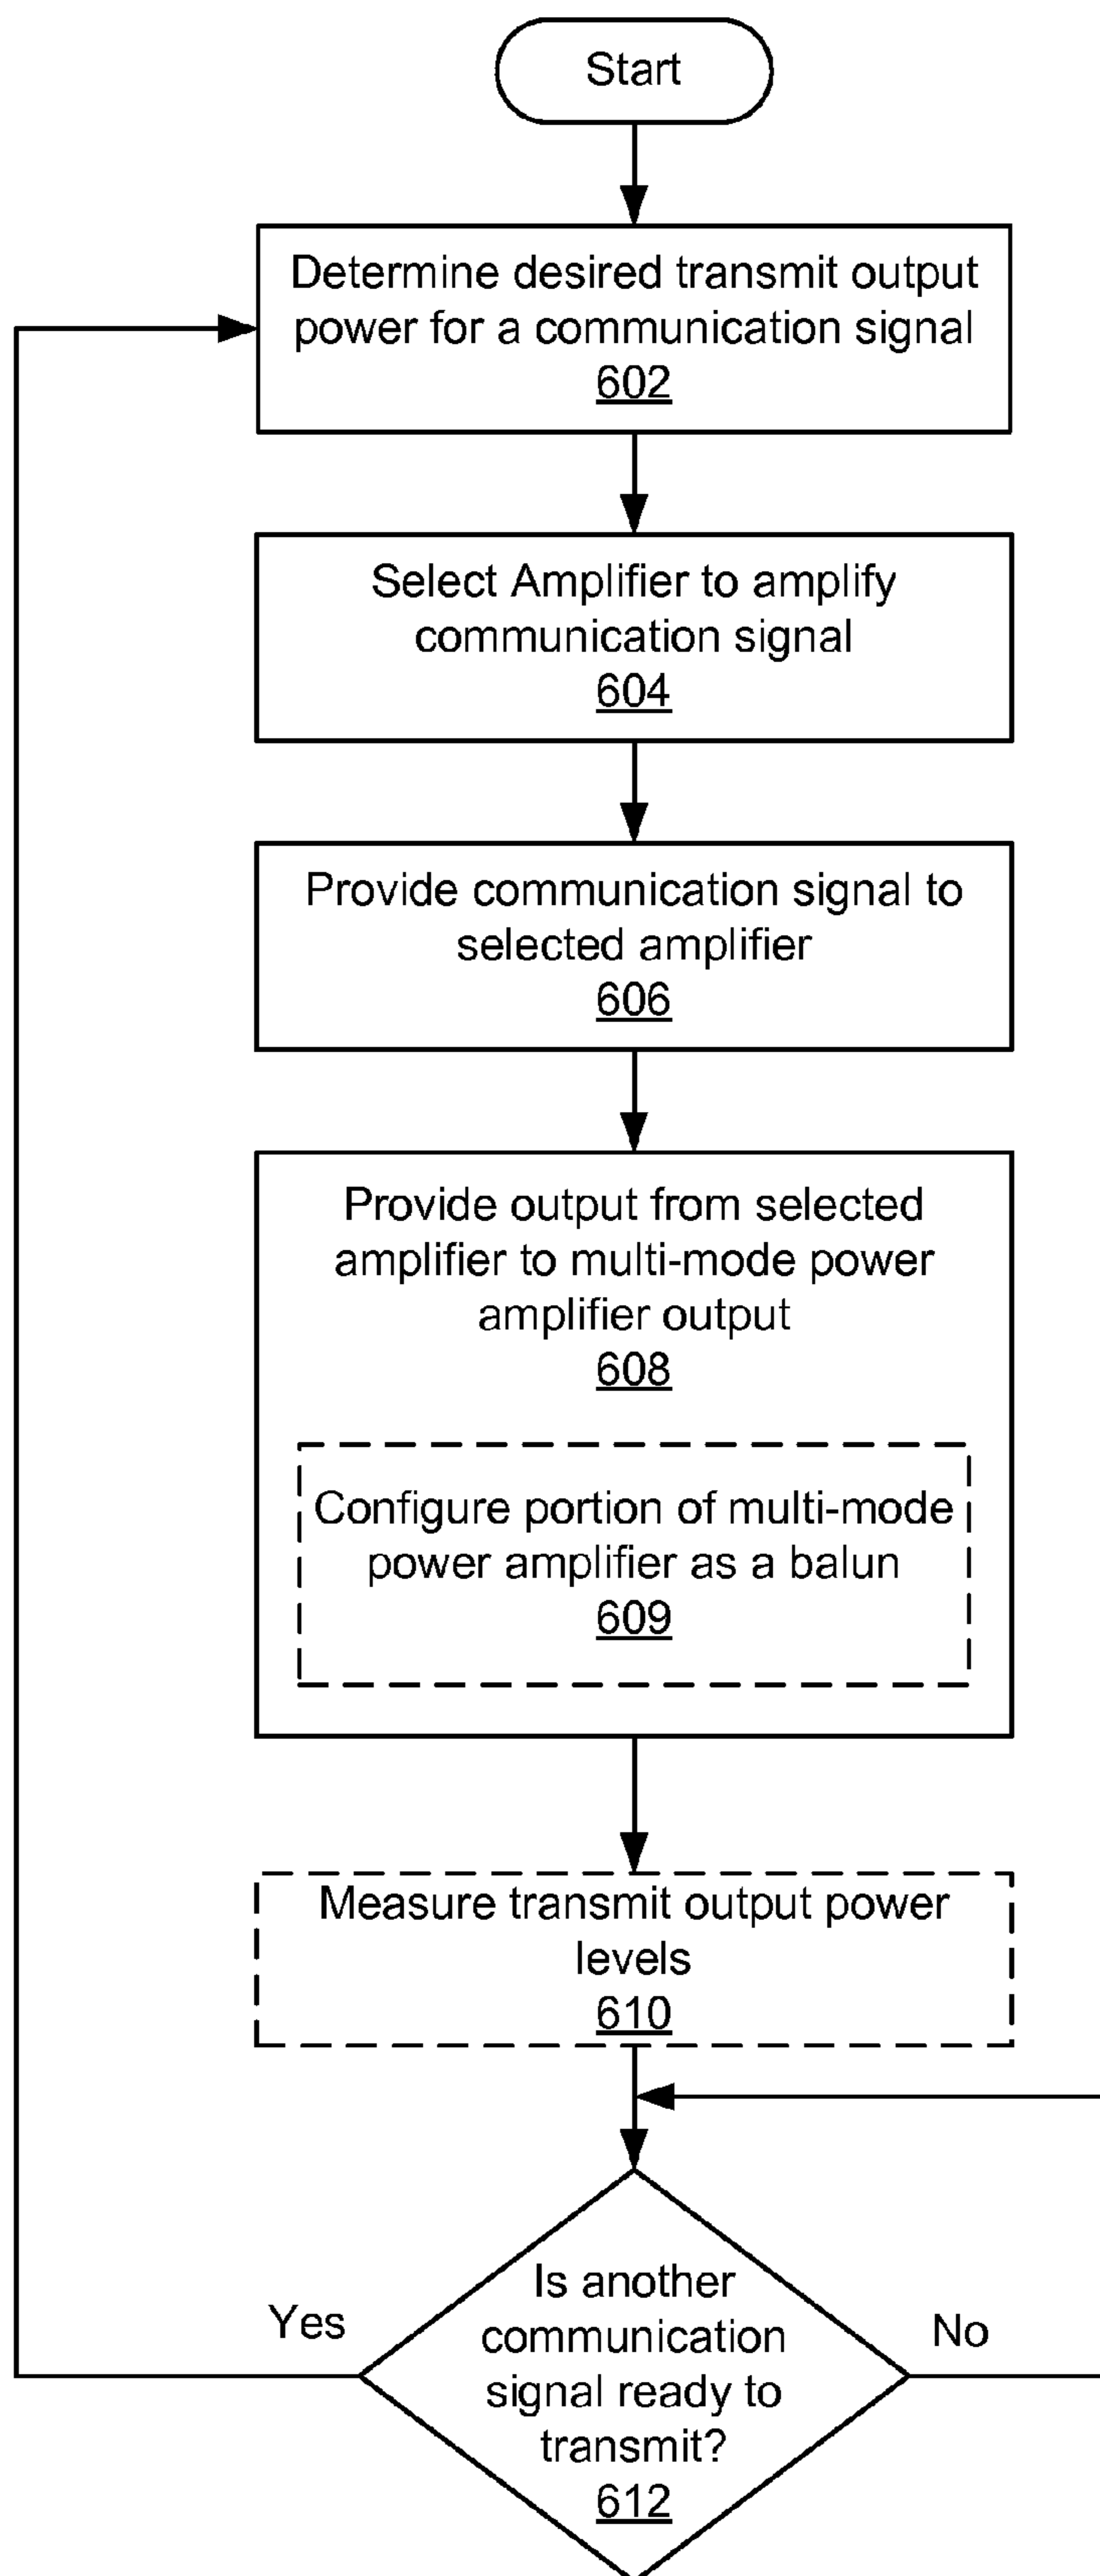 Start
Determine desired transmit output
power for a communication signal
602
Select Amplifier to amplify
communication signal
604
Provide communication signal to
selected amplifier
606
Provide output from selected
amplifier to multi-mode power
amplifier output
608
Configure portion of multi-mode
power amplifier as a balun
609
Measure transmit output power
levels
610
Is another
communication
signal ready to
transmit?
612
Yes
No